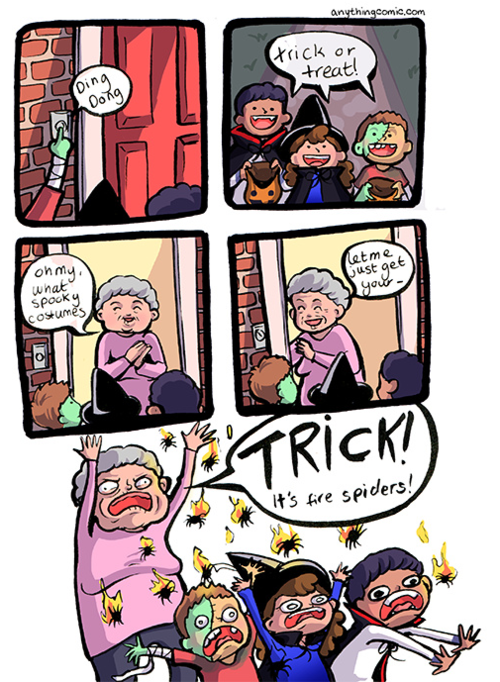 anythingcomic.com
Ding
Dong
trick or
treat!
oh my,
what
spooky
costumes
let me
just get
your-
TRICK!
It's fire spiders!